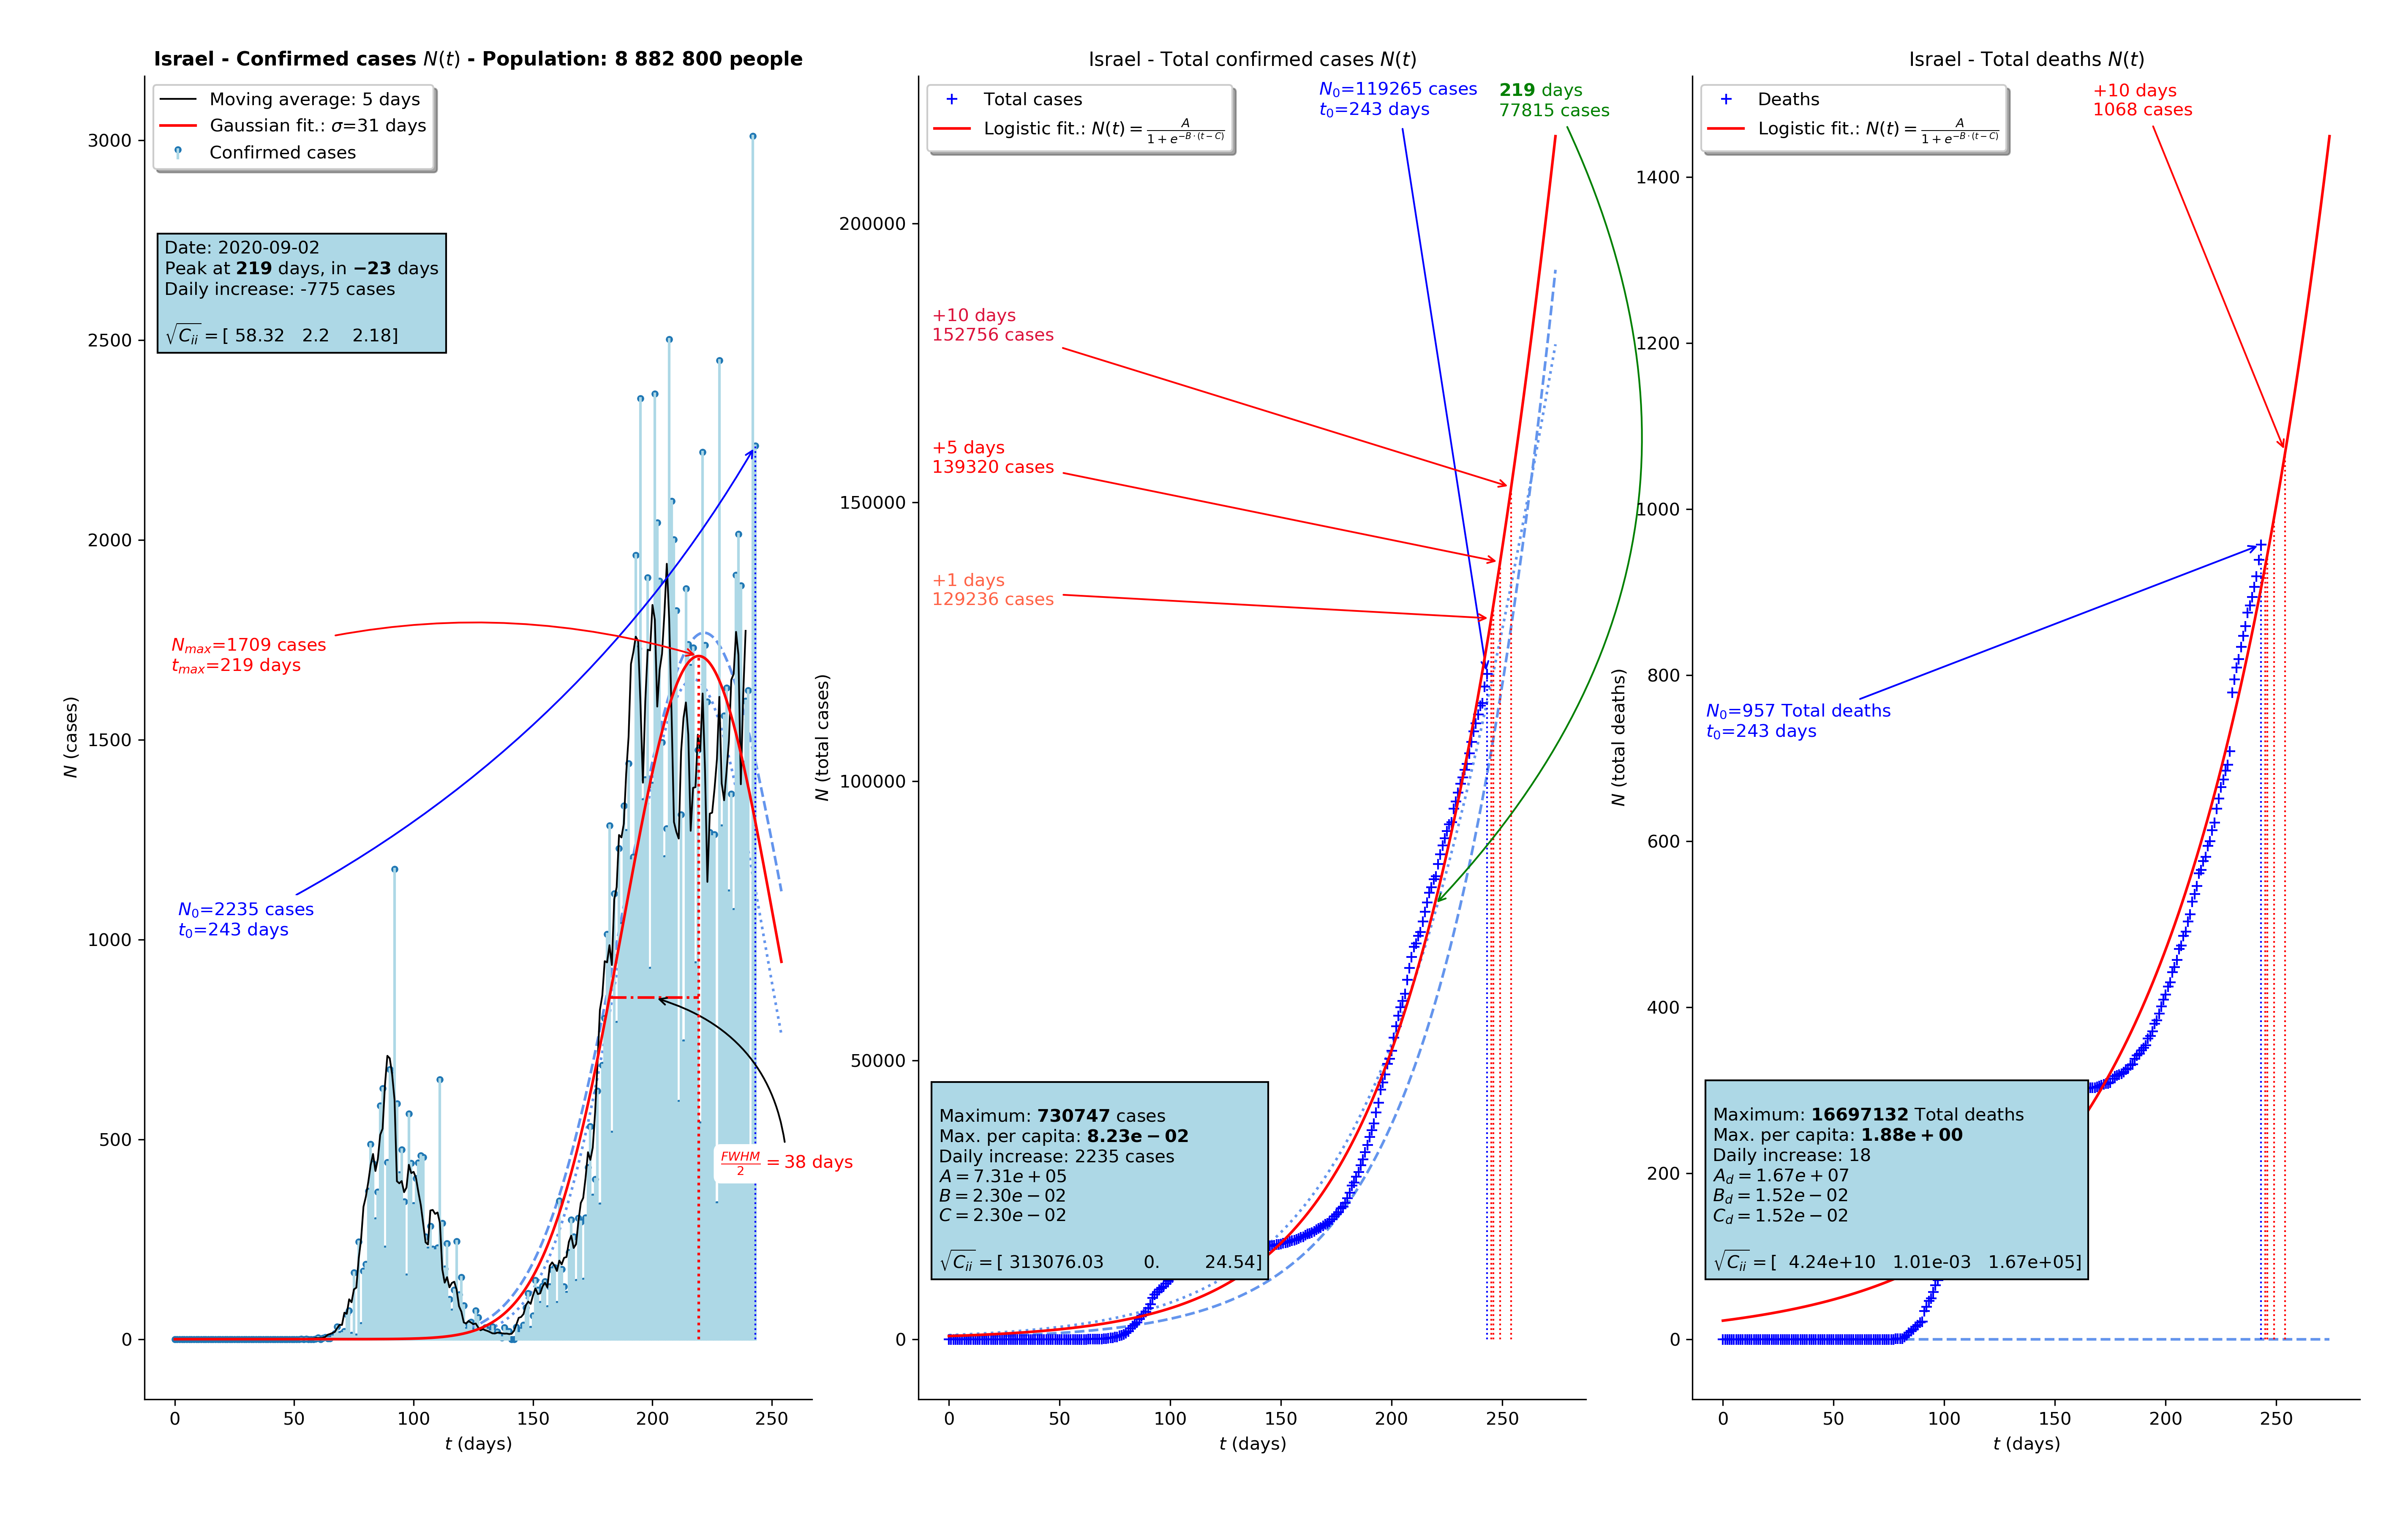 Israel - Confirmed cases N(t) - Population: 8 882 800 people
Moving average: 5 days
Gaussian fit.: σ=31 days
Confirmed cases
Date: 2020-09-02
Peak at 219 days, in −23 days
Daily increase: -775 cases
√C_ii = [ 58.32 2.2 2.18]
N_max=1709 cases
t_max=219 days
N_0=2235 cases
t_0=243 days
FWHM/2 = 38 days
N (cases)
3000
2500
2000
1500
1000
500
0
0 50 100 150 200 250
t (days)
Israel - Total confirmed cases N(t)
Total cases
Logistic fit.: N(t) = A/(1 + e^{−B·(t−C)})
N_0=119265 cases
t_0=243 days
219 days
77815 cases
+10 days
152756 cases
+5 days
139320 cases
+1 days
129236 cases
Maximum: 730747 cases
Max. per capita: 8.23e − 02
Daily increase: 2235 cases
A = 7.31e + 05
B = 2.30e − 02
C = 2.30e − 02
√C_ii = [ 313076.03 0. 24.54]
N (total cases)
200000
150000
100000
50000
0
0 50 100 150 200 250
t (days)
Israel - Total deaths N(t)
Deaths
Logistic fit.: N(t) = A/(1 + e^{−B·(t−C)})
+10 days
1068 cases
N_0=957 Total deaths
t_0=243 days
Maximum: 16697132 Total deaths
Max. per capita: 1.88e + 00
Daily increase: 18
A_d = 1.67e + 07
B_d = 1.52e − 02
C_d = 1.52e − 02
√C_ii = [ 4.24e+10 1.01e-03 1.67e+05]
N (total deaths)
1400
1200
1000
800
600
400
200
0
0 50 100 150 200 250
t (days)